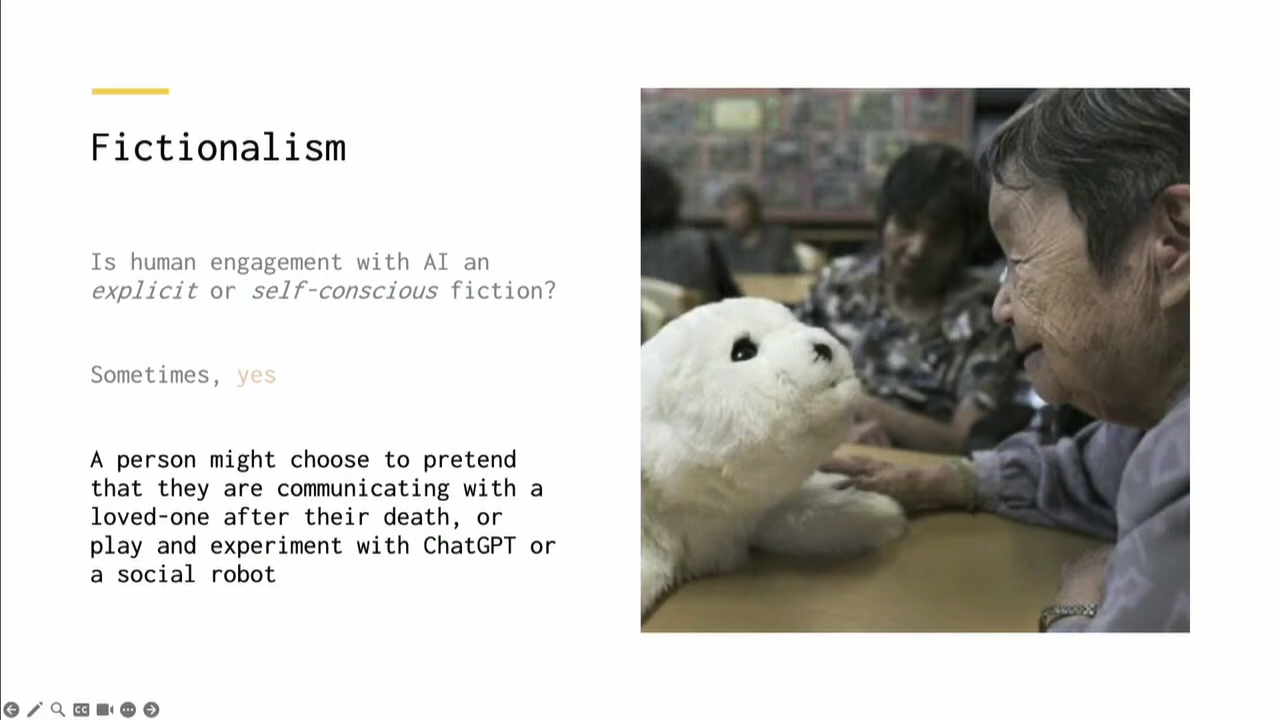 Fictionalism
Is human engagement with AI an
explicit or self-conscious fiction?
Sometimes, yes
A person might choose to pretend
that they are communicating with a
loved-one after their death, or
play and experiment with ChatGPT or
a social robot
CC